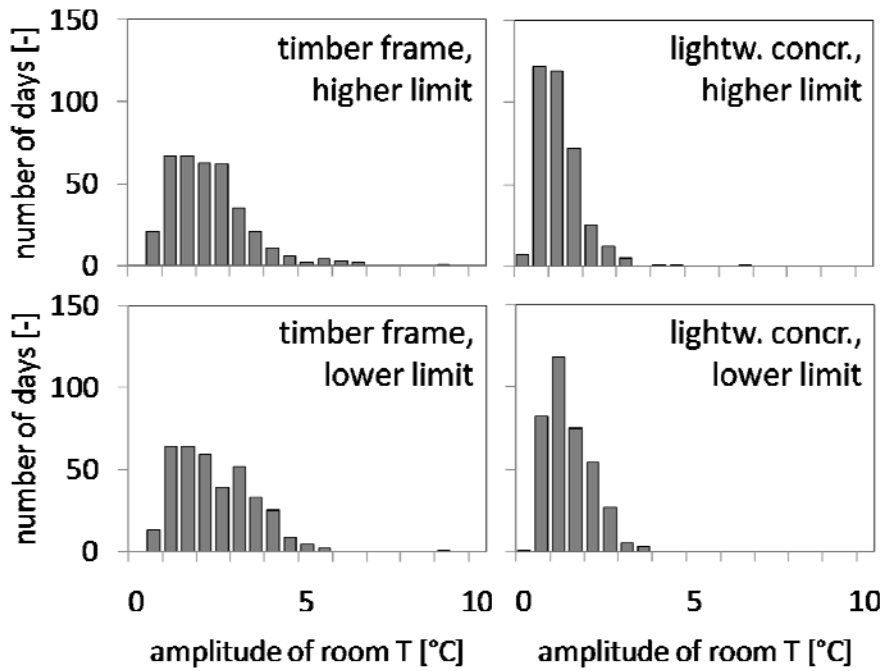 150
100
50
0
number of days [-]
timber frame,
higher limit
lightw. concr.,
higher limit
150
100
50
0
number of days [-]
timber frame,
lower limit
lightw. concr.,
lower limit
0 5 10
0 5 10
amplitude of room T [°C]
amplitude of room T [°C]